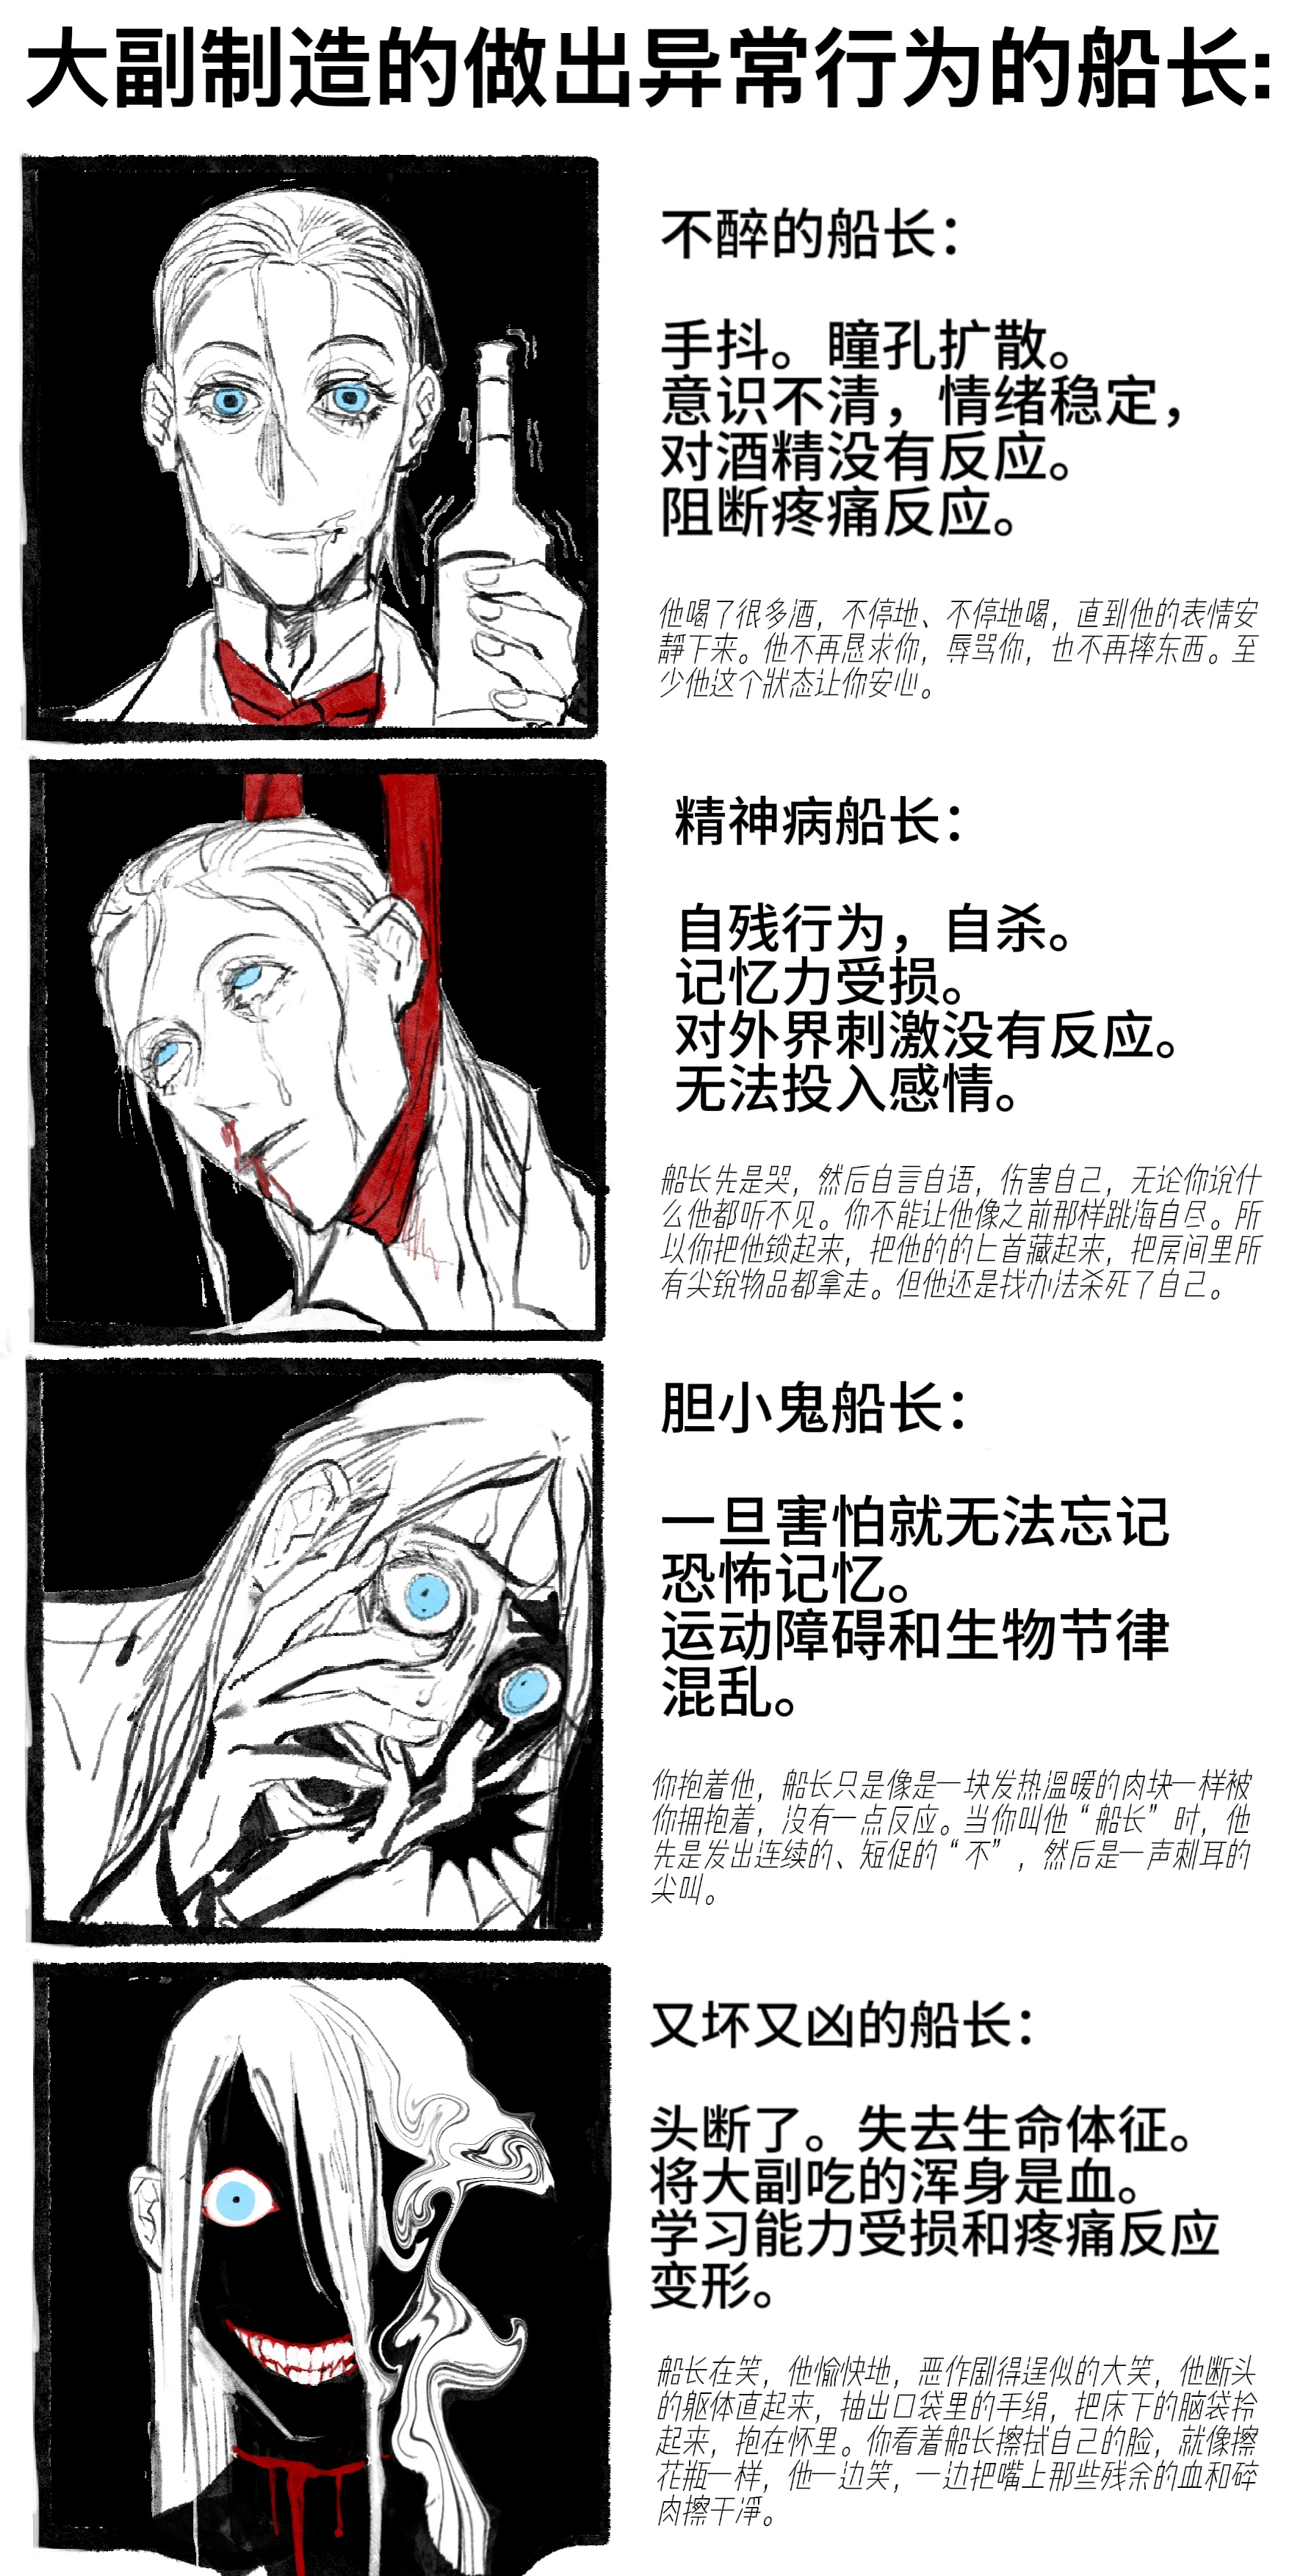 大副制造的做出异常行为的船长:
不醉的船长：
手抖。瞳孔扩散。
意识不清，情绪稳定，
对酒精没有反应。
阻断疼痛反应。
他喝了很多酒，不停地、不停地喝，直到他的表情安
静下来。他不再恳求你，辱骂你，也不再摔东西。至
少他这个状态让你安心。
精神病船长：
自残行为，自杀。
记忆力受损。
对外界刺激没有反应。
无法投入感情。
船长先是哭，然后自言自语，伤害自己，无论你说什
么他都听不见。你不能让他像之前那样跳海自尽。所
以你把他锁起来，把他的的匕首藏起来，把房间里所
有尖锐物品都拿走。但他还是找办法杀死了自己。
胆小鬼船长：
一旦害怕就无法忘记
恐怖记忆。
运动障碍和生物节律
混乱。
你抱着他，船长只是像是一块发热温暖的肉块一样被
你拥抱着，没有一点反应。当你叫他“船长”时，他
先是发出连续的、短促的“不”，然后是一声刺耳的
尖叫。
又坏又凶的船长：
头断了。失去生命体征。
将大副吃的浑身是血。
学习能力受损和疼痛反应
变形。
船长在笑，他愉快地，恶作剧得逞似的大笑，他断头
的躯体直起来，抽出口袋里的手绢，把床下的脑袋拎
起来，抱在怀里。你看着船长擦拭自己的脸，就像擦
花瓶一样，他一边笑，一边把嘴上那些残余的血和碎
肉擦干净。